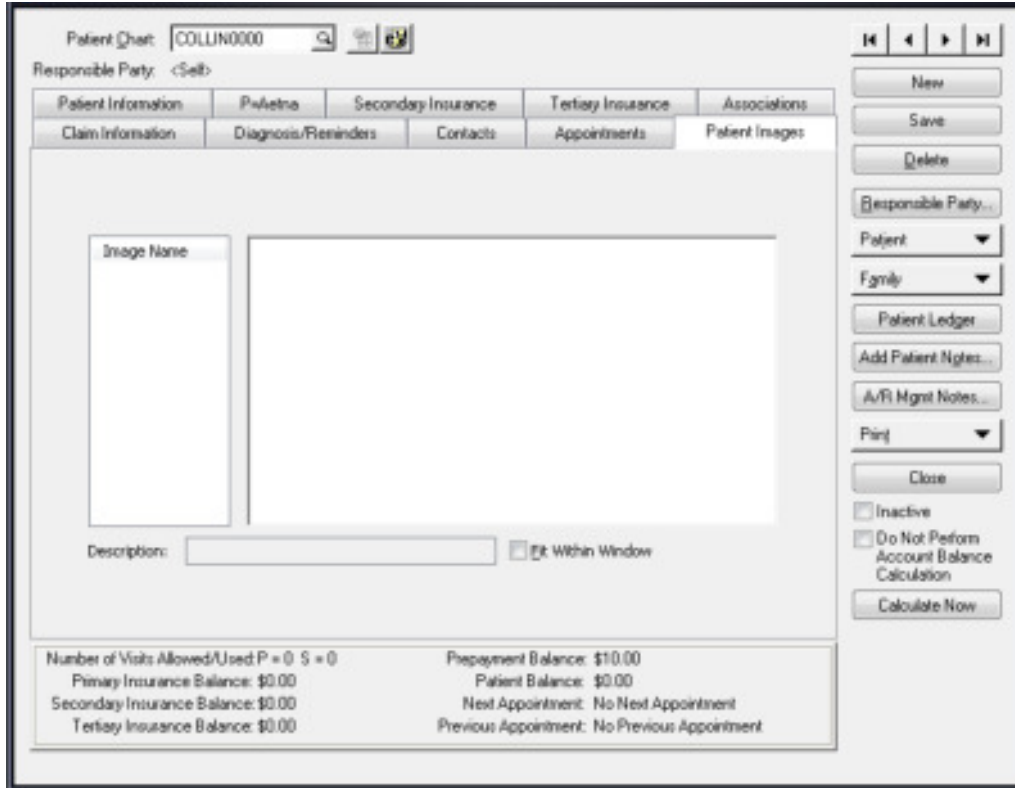 Patient Chart: COLLIN0000
Responsible Party: <Self>
Patient Information P=Aetna Secondary Insurance Tertiary Insurance Associations
Claim Information Diagnosis/Reminders Contacts Appointments Patient Images
Image Name
Description: Fit Within Window
Number of Visits Allowed/Used: P = 0 S = 0
Primary Insurance Balance: $0.00
Secondary Insurance Balance: $0.00
Tertiary Insurance Balance: $0.00
Prepayment Balance: $10.00
Patient Balance: $0.00
Next Appointment: No Next Appointment
Previous Appointment: No Previous Appointment
New
Save
Delete
Responsible Party...
Patient
Family
Patient Ledger
Add Patient Notes...
A/R Mgmt Notes...
Print
Close
Inactive
Do Not Perform
Account Balance
Calculation
Calculate Now